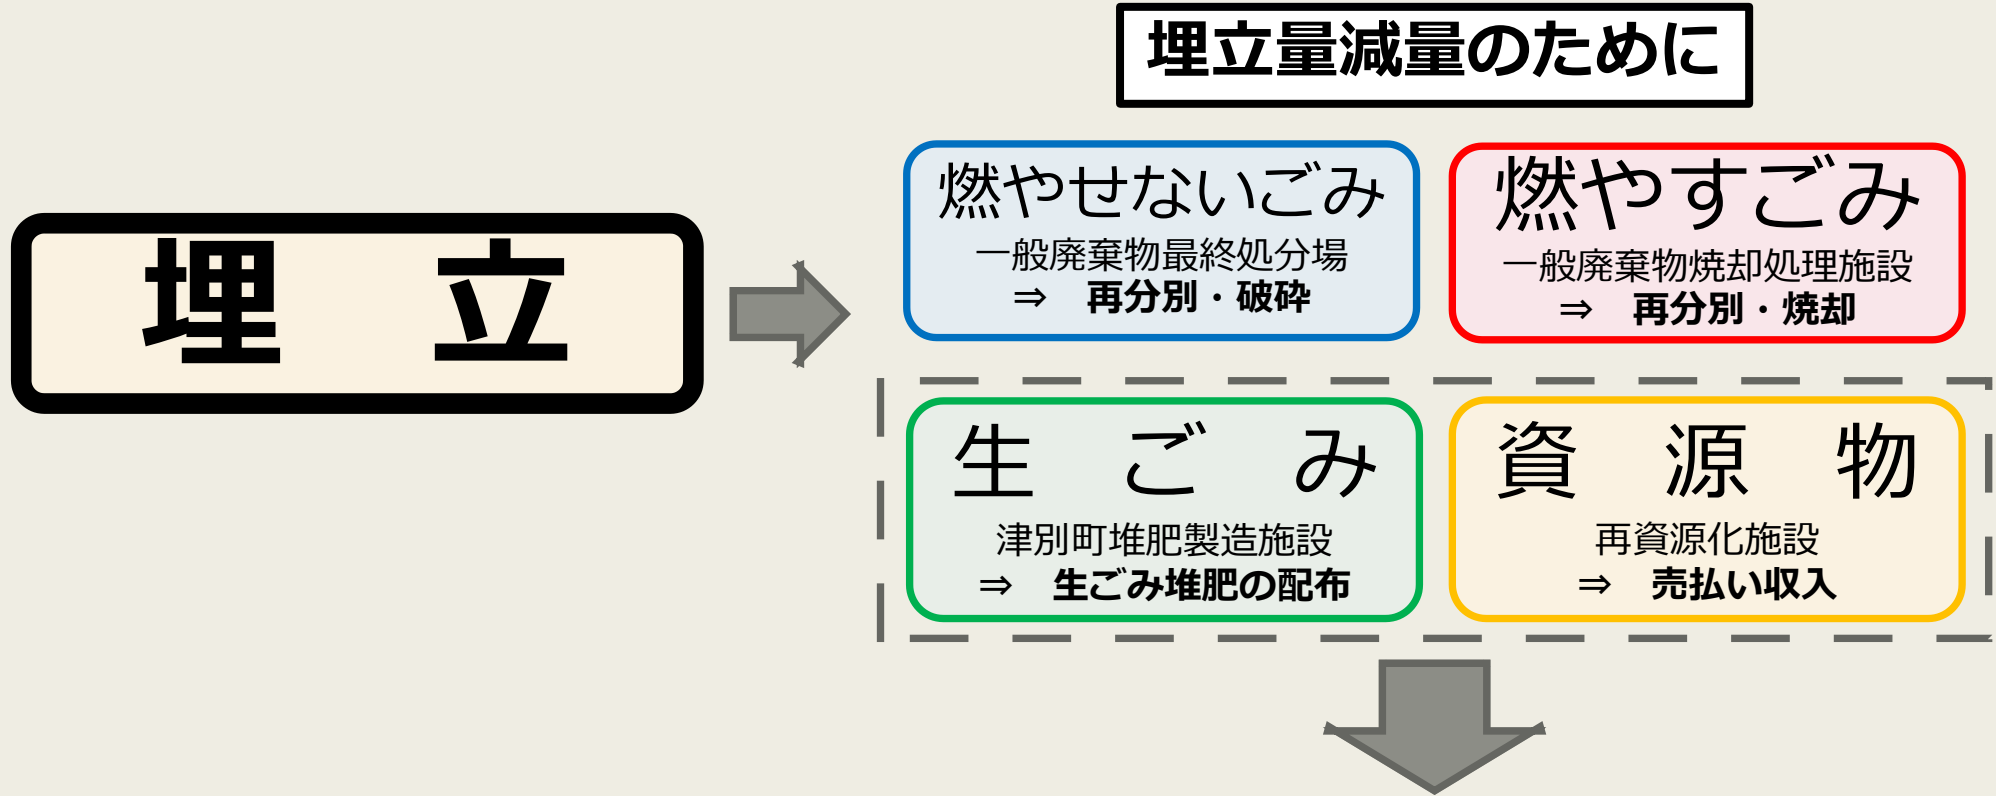 埋立量減量のために
埋　立
燃やせないごみ
一般廃棄物最終処分場
⇒　再分別・破砕
燃やすごみ
一般廃棄物焼却処理施設
⇒　再分別・焼却
生　ご　み
津別町堆肥製造施設
⇒　生ごみ堆肥の配布
資　源　物
再資源化施設
⇒　売払い収入